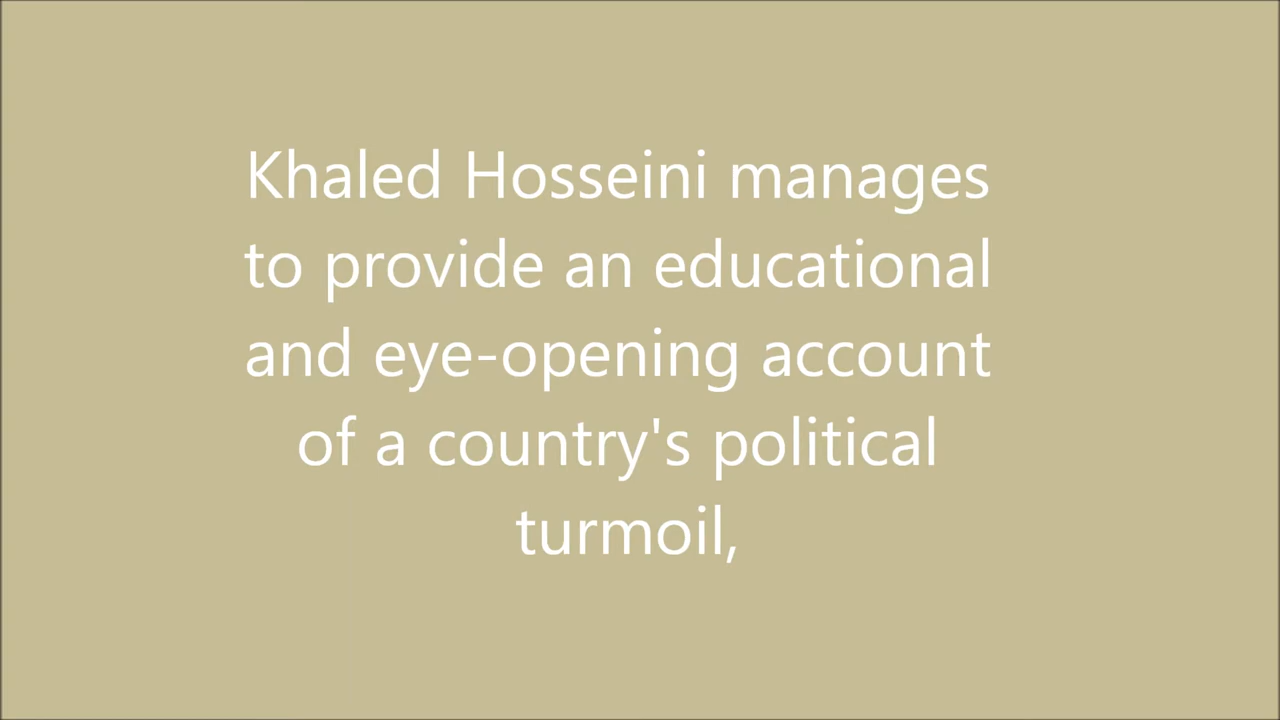 Khaled Hosseini manages
to provide an educational
and eye-opening account
of a country's political
turmoil,